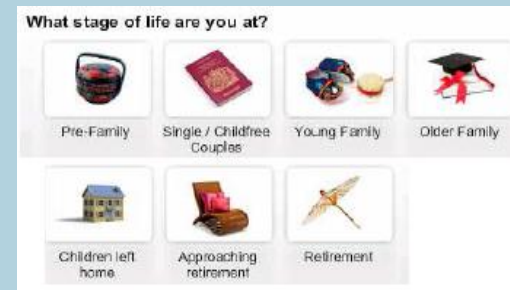 What stage of life are you at?
Pre-Family
Single / Childfree
Couples
Young Family
Older Family
Children left
home
Approaching
retirement
Retirement